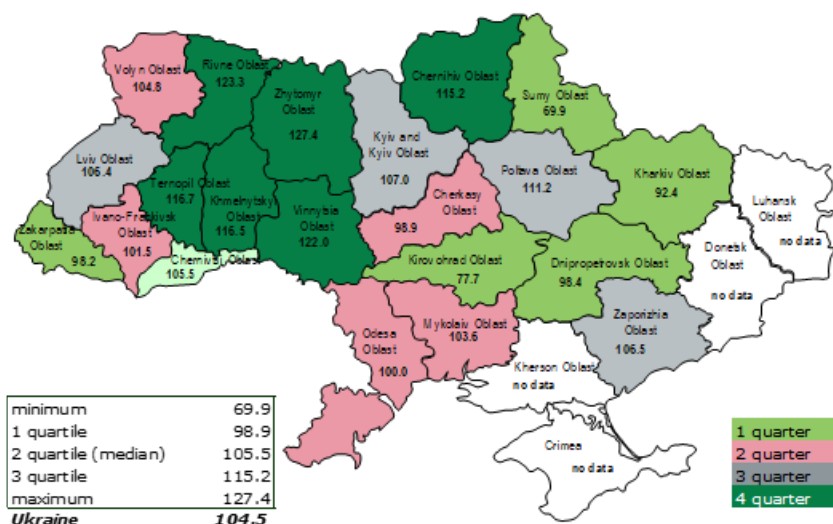 Volyn Oblast
104.8
Rivne Oblast
123.3
Zhytomyr
Oblast
127.4
Chernihiv Oblast
115.2
Sumy Oblast
69.9
Kyiv and
Kyiv Oblast
107.0
Lviv Oblast
106.4
Ternopil Oblast
116.7
Khmelnytsky
Oblast
116.5
Vinnytsia
Oblast
122.0
Cherkasy
Oblast
98.9
Poltava Oblast
111.2
Kharkiv Oblast
92.4
Luhansk
Oblast
no data
Donetsk
Oblast
no data
Zakarpattia
Oblast
98.2
Ivano-Frankivsk
Oblast
101.5
Chernivtsi Oblast
105.5
Kirovohrad Oblast
77.7
Dnipropetrovsk Oblast
98.4
Zaporizhia
Oblast
106.5
Odesa
Oblast
100.0
Mykolaiv Oblast
103.6
Kherson Oblast
no data
Crimea
no data
minimum 69.9
1 quartile 98.9
2 quartile (median) 105.5
3 quartile 115.2
maximum 127.4
Ukraine 104.5
1 quarter
2 quarter
3 quarter
4 quarter